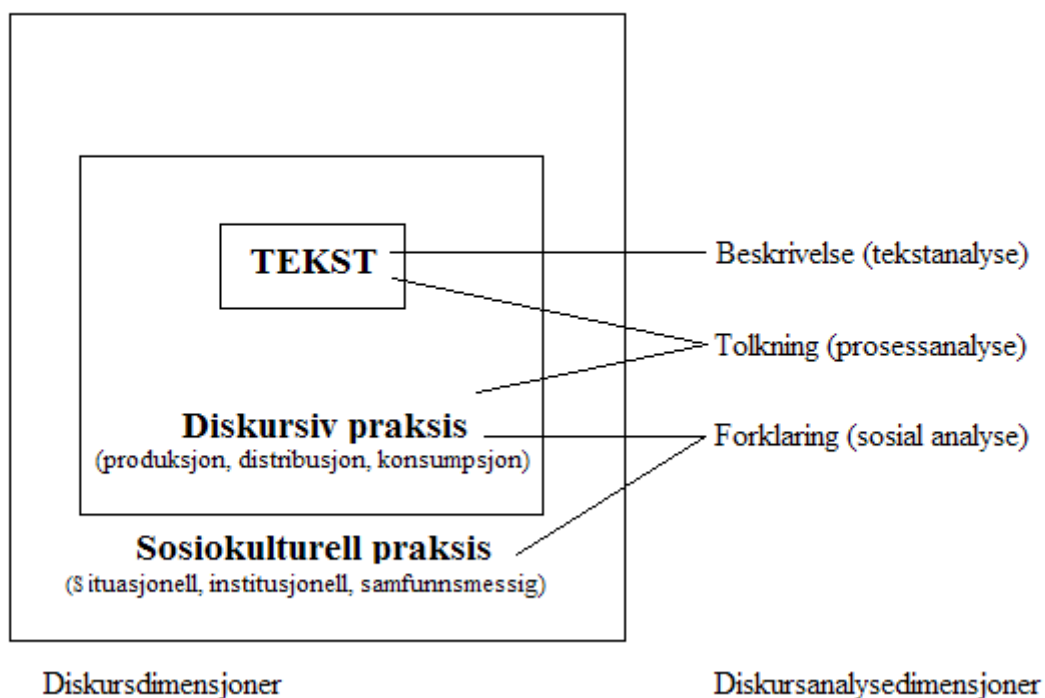 TEKST
Beskrivelse (tekstanalyse)
Tolkning (prosessanalyse)
Diskursiv praksis
(produksjon, distribusjon, konsumpsjon)
Forklaring (sosial analyse)
Sosiokulturell praksis
(Situasjonell, institusjonell, samfunnsmessig)
Diskursdimensjoner
Diskursanalysedimensjoner